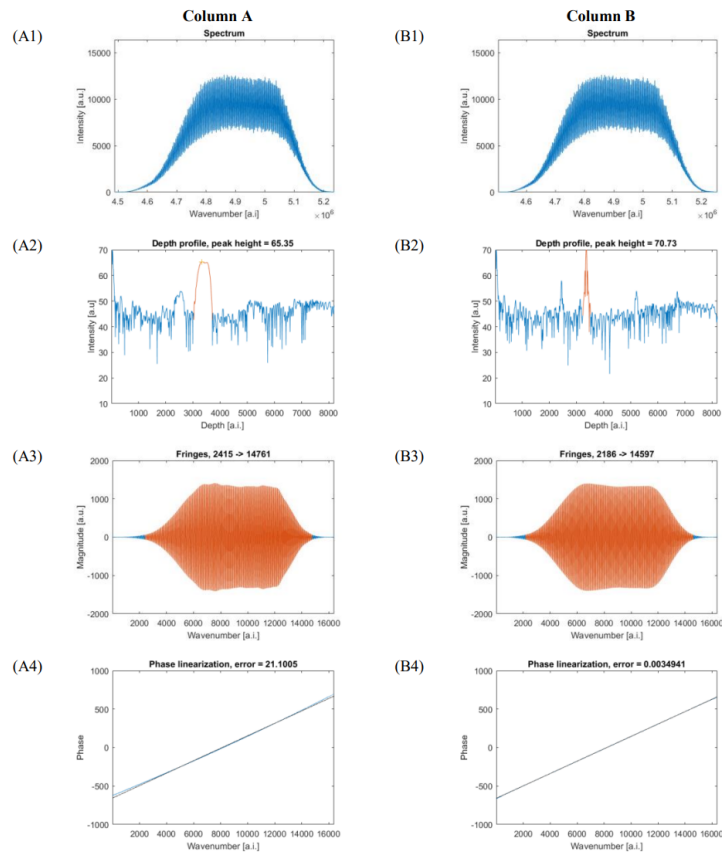 Column A
Column B
(A1)
Spectrum
Intensity [a.u.]
15000
10000
5000
0
4.5 4.6 4.7 4.8 4.9 5 5.1 5.2
Wavenumber [a.i]
× 10⁶
(B1)
Spectrum
Intensity [a.u.]
15000
10000
5000
0
4.6 4.7 4.8 4.9 5 5.1 5.2
Wavenumber [a.i]
× 10⁶
(A2)
Depth profile, peak height = 65.35
Intensity [a.u]
70
60
50
40
30
20
10
1000 2000 3000 4000 5000 6000 7000 8000
Depth [a.i.]
(B2)
Depth profile, peak height = 70.73
Intensity [a.u]
70
60
50
40
30
20
10
0 1000 2000 3000 4000 5000 6000 7000 8000
Depth [a.i.]
(A3)
Fringes, 2415 -> 14761
Magnitude [a.u.]
2000
1000
0
-1000
-2000
2000 4000 6000 8000 10000 12000 14000 16000
Wavenumber [a.i.]
(B3)
Fringes, 2186 -> 14597
Magnitude [a.u.]
2000
1000
0
-1000
-2000
0 2000 4000 6000 8000 10000 12000 14000 16000
Wavenumber [a.i.]
(A4)
Phase linearization, error = 21.1005
Phase
1000
500
0
-500
-1000
2000 4000 6000 8000 10000 12000 14000 16000
Wavenumber [a.i.]
(B4)
Phase linearization, error = 0.0034941
Phase
1000
500
0
-500
-1000
0 2000 4000 6000 8000 10000 12000 14000 16000
Wavenumber [a.i.]